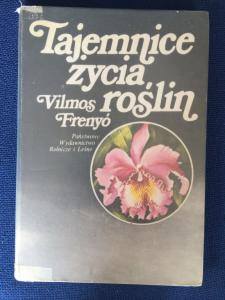 Tajemnice
życia
roślin
Vilmos
Frenyó
Państwowe
Wydawnictwo
Rolnicze i Leśne